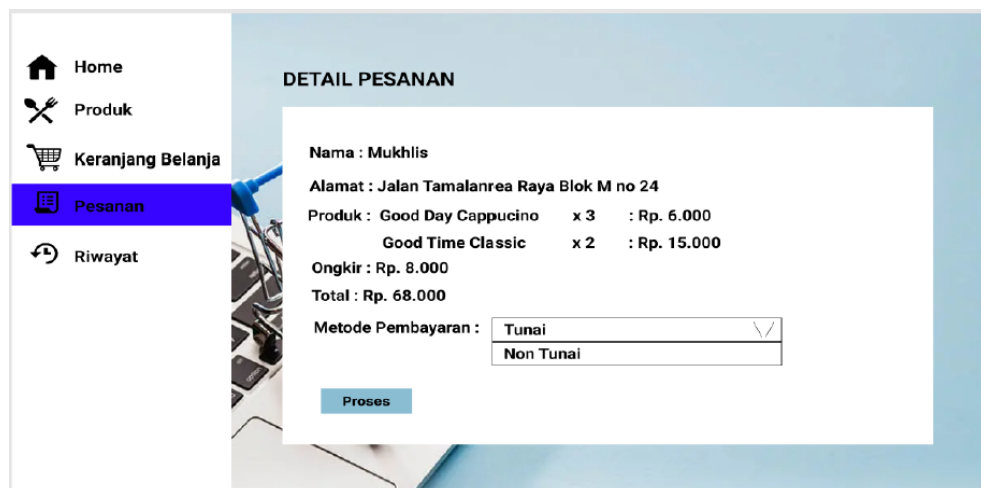 Home
Produk
Keranjang Belanja
Pesanan
Riwayat
DETAIL PESANAN
Nama : Mukhlis
Alamat : Jalan Tamalanrea Raya Blok M no 24
Produk : Good Day Cappucino x 3 : Rp. 6.000
Good Time Classic x 2 : Rp. 15.000
Ongkir : Rp. 8.000
Total : Rp. 68.000
Metode Pembayaran : Tunai
Non Tunai
Proses